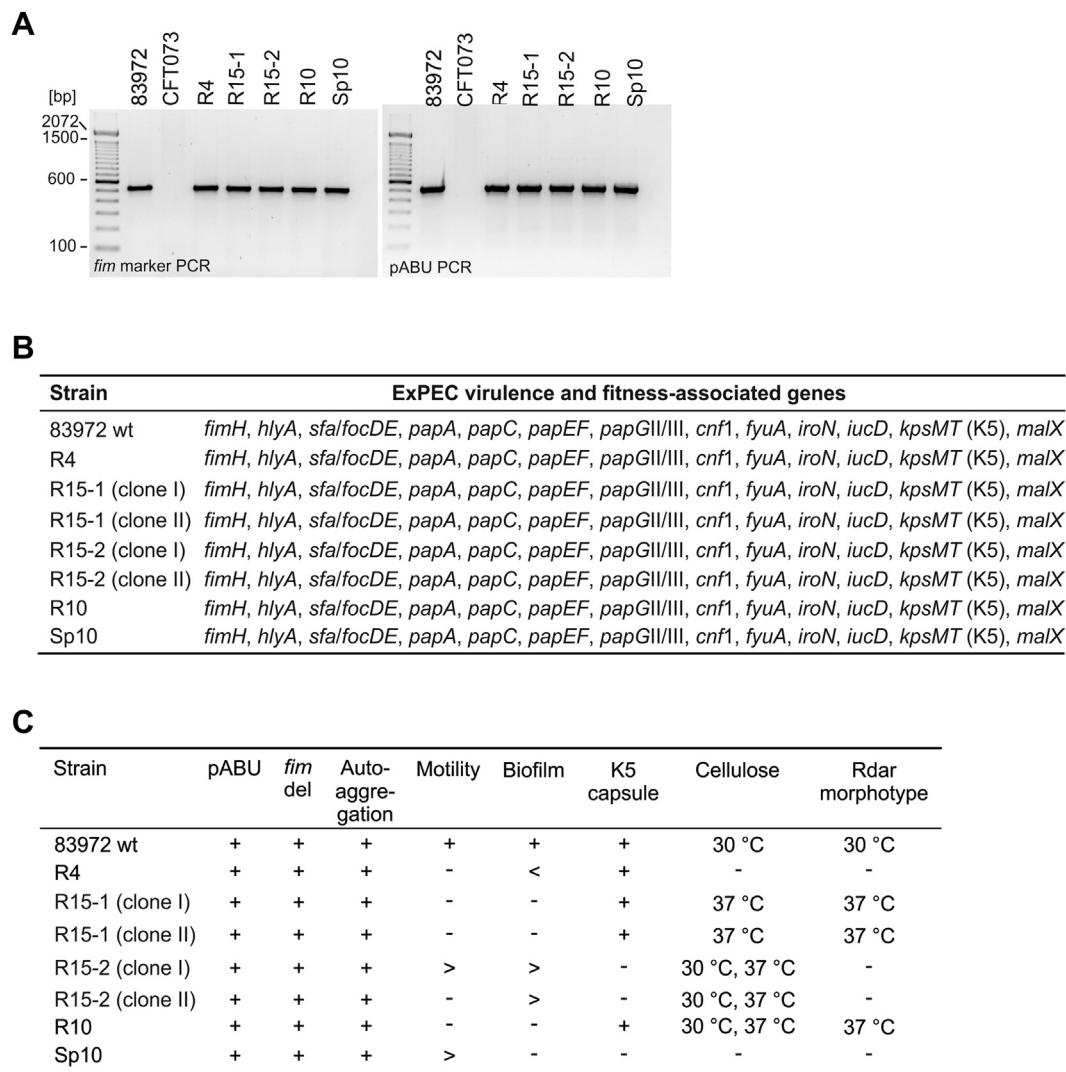 A
83972 CFT073 R4 R15-1 R15-2 R10 Sp10 83972 CFT073 R4 R15-1 R15-2 R10 Sp10
[bp]
2072
1500
600
100
fim marker PCR pABU PCR
B
Strain ExPEC virulence and fitness-associated genes
83972 wt fimH, hlyA, sfa/focDE, papA, papC, papEF, papGII/III, cnf1, fyuA, iroN, iucD, kpsMT (K5), malX
R4 fimH, hlyA, sfa/focDE, papA, papC, papEF, papGII/III, cnf1, fyuA, iroN, iucD, kpsMT (K5), malX
R15-1 (clone I) fimH, hlyA, sfa/focDE, papA, papC, papEF, papGII/III, cnf1, fyuA, iroN, iucD, kpsMT (K5), malX
R15-1 (clone II) fimH, hlyA, sfa/focDE, papA, papC, papEF, papGII/III, cnf1, fyuA, iroN, iucD, kpsMT (K5), malX
R15-2 (clone I) fimH, hlyA, sfa/focDE, papA, papC, papEF, papGII/III, cnf1, fyuA, iroN, iucD, kpsMT (K5), malX
R15-2 (clone II) fimH, hlyA, sfa/focDE, papA, papC, papEF, papGII/III, cnf1, fyuA, iroN, iucD, kpsMT (K5), malX
R10 fimH, hlyA, sfa/focDE, papA, papC, papEF, papGII/III, cnf1, fyuA, iroN, iucD, kpsMT (K5), malX
Sp10 fimH, hlyA, sfa/focDE, papA, papC, papEF, papGII/III, cnf1, fyuA, iroN, iucD, kpsMT (K5), malX
C
Strain pABU fim Auto- Motility Biofilm K5 Cellulose Rdar
del aggre- capsule morphotype
gation
83972 wt + + + + + + 30 °C 30 °C
R4 + + + - < + - -
R15-1 (clone I) + + + - - + 37 °C 37 °C
R15-1 (clone II) + + + - - + 37 °C 37 °C
R15-2 (clone I) + + + > > - 30 °C, 37 °C -
R15-2 (clone II) + + + - > - 30 °C, 37 °C -
R10 + + + - - + 30 °C, 37 °C 37 °C
Sp10 + + + > - - - -